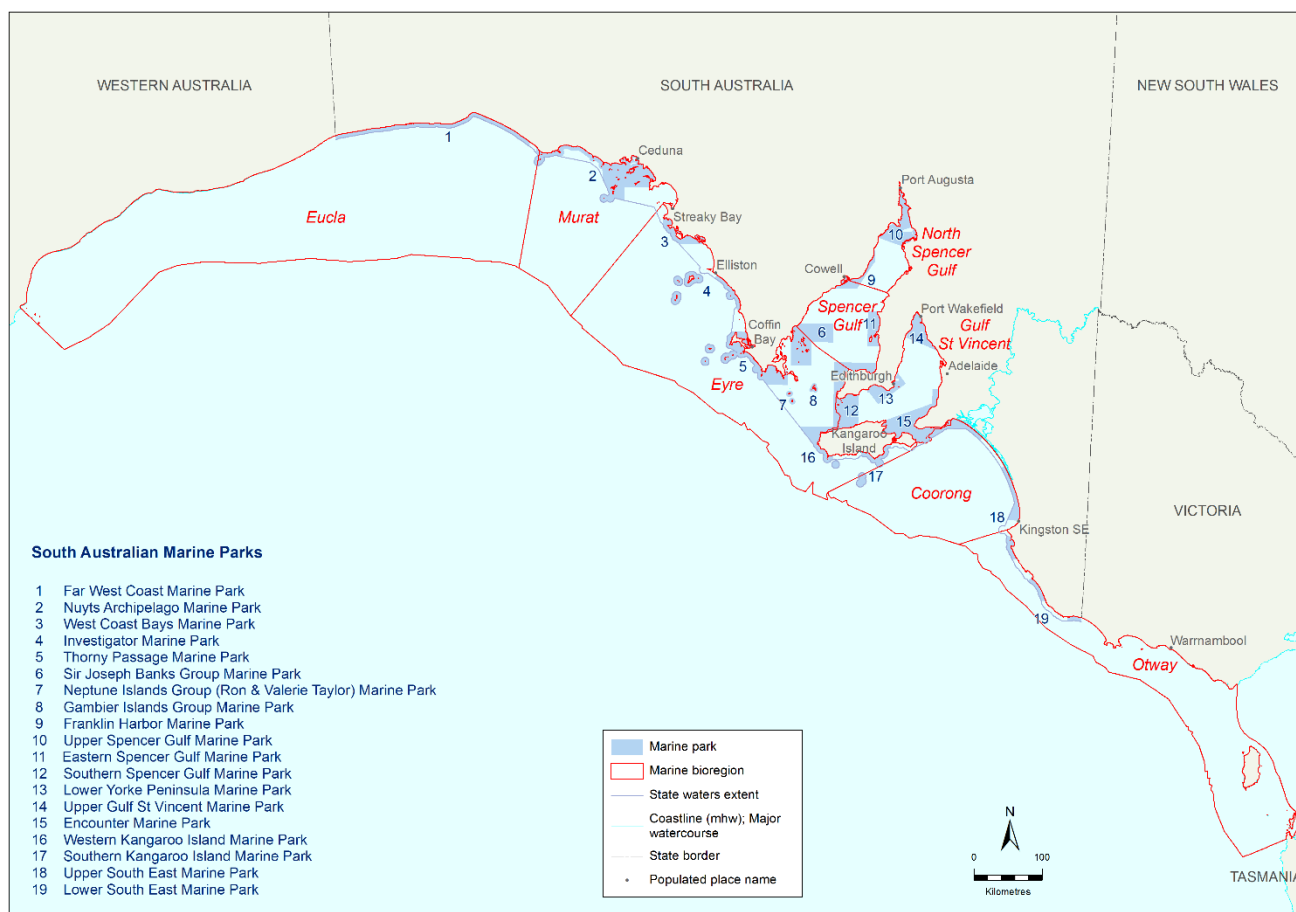 WESTERN AUSTRALIA
SOUTH AUSTRALIA
NEW SOUTH WALES
1
Ceduna
2
Port Augusta
Eucla
Murat
Streaky Bay
3
10
North
Spencer
Gulf
Elliston
4
Cowell
9
Spencer
Gulf
11
Port Wakefield
Gulf
St Vincent
6
14
Coffin
Bay
5
Edithburgh
Adelaide
Eyre
7
8
12
13
15
Kangaroo
Island
16
17
Coorong
18
Kingston SE
VICTORIA
19
Warrnambool
Otway
TASMANIA
South Australian Marine Parks
1 Far West Coast Marine Park
2 Nuyts Archipelago Marine Park
3 West Coast Bays Marine Park
4 Investigator Marine Park
5 Thorny Passage Marine Park
6 Sir Joseph Banks Group Marine Park
7 Neptune Islands Group (Ron & Valerie Taylor) Marine Park
8 Gambier Islands Group Marine Park
9 Franklin Harbor Marine Park
10 Upper Spencer Gulf Marine Park
11 Eastern Spencer Gulf Marine Park
12 Southern Spencer Gulf Marine Park
13 Lower Yorke Peninsula Marine Park
14 Upper Gulf St Vincent Marine Park
15 Encounter Marine Park
16 Western Kangaroo Island Marine Park
17 Southern Kangaroo Island Marine Park
18 Upper South East Marine Park
19 Lower South East Marine Park
Marine park
Marine bioregion
State waters extent
Coastline (mhw); Major
watercourse
State border
Populated place name
N
0 100
Kilometres